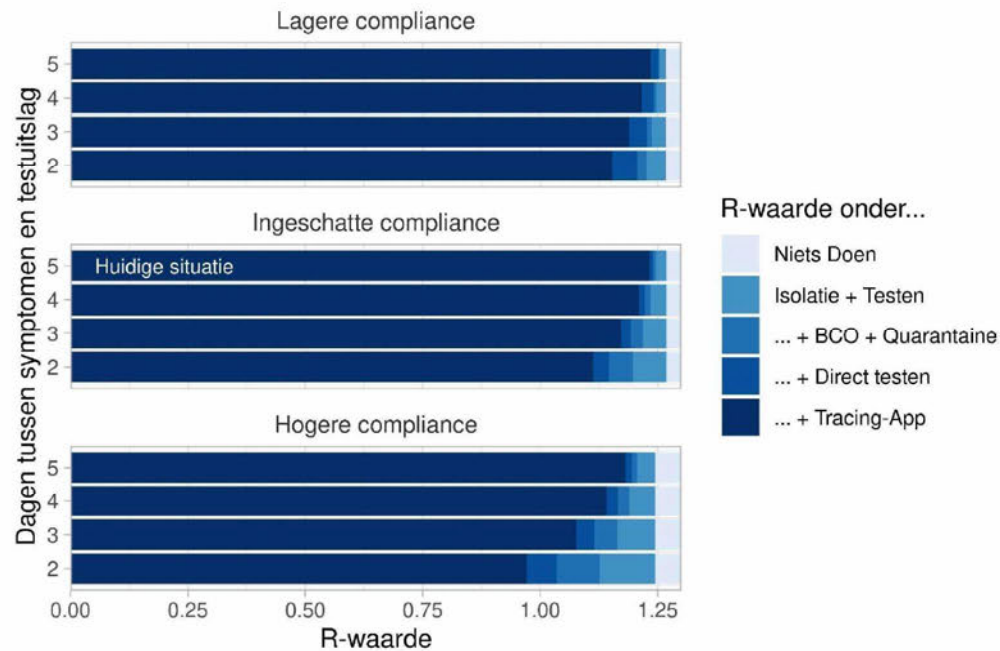 Lagere compliance
5
4
3
2
Ingeschatte compliance
5
Huidige situatie
4
3
2
Hogere compliance
5
4
3
2
0.00 0.25 0.50 0.75 1.00 1.25
R-waarde
Dagen tussen symptomen en testuitslag
R-waarde onder...
Niets Doen
Isolatie + Testen
... + BCO + Quarantaine
... + Direct testen
... + Tracing-App